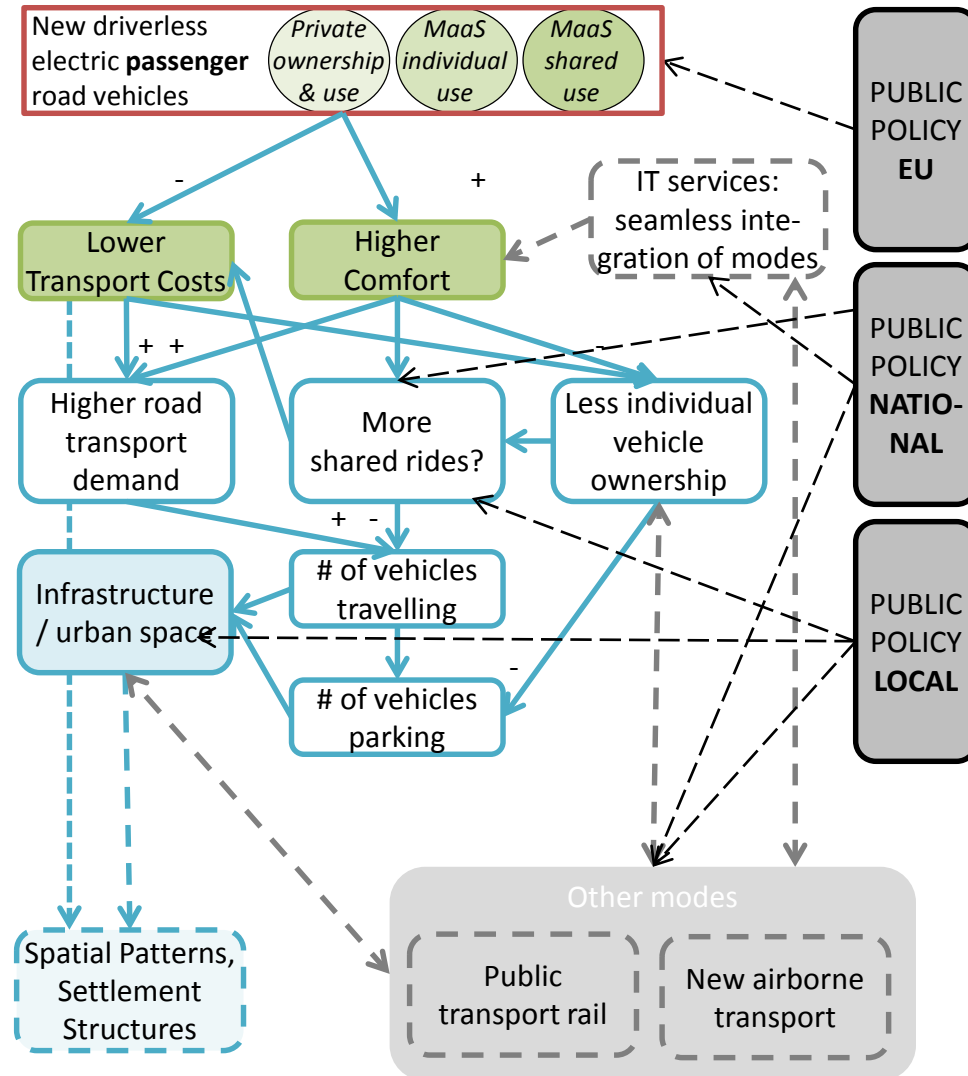 New driverless
electric passenger
road vehicles
Private
ownership
& use
MaaS
individual
use
MaaS
shared
use
PUBLIC
POLICY
EU
-
+
IT services:
seamless inte-
gration of modes
Lower
Transport Costs
Higher
Comfort
PUBLIC
POLICY
NATIO-
NAL
+ +
-
Higher road
transport
demand
More
shared rides?
Less individual
vehicle
ownership
+ -
Infrastructure
/ urban space
# of vehicles
travelling
PUBLIC
POLICY
LOCAL
-
# of vehicles
parking
Other modes
Spatial Patterns,
Settlement
Structures
Public
transport rail
New airborne
transport